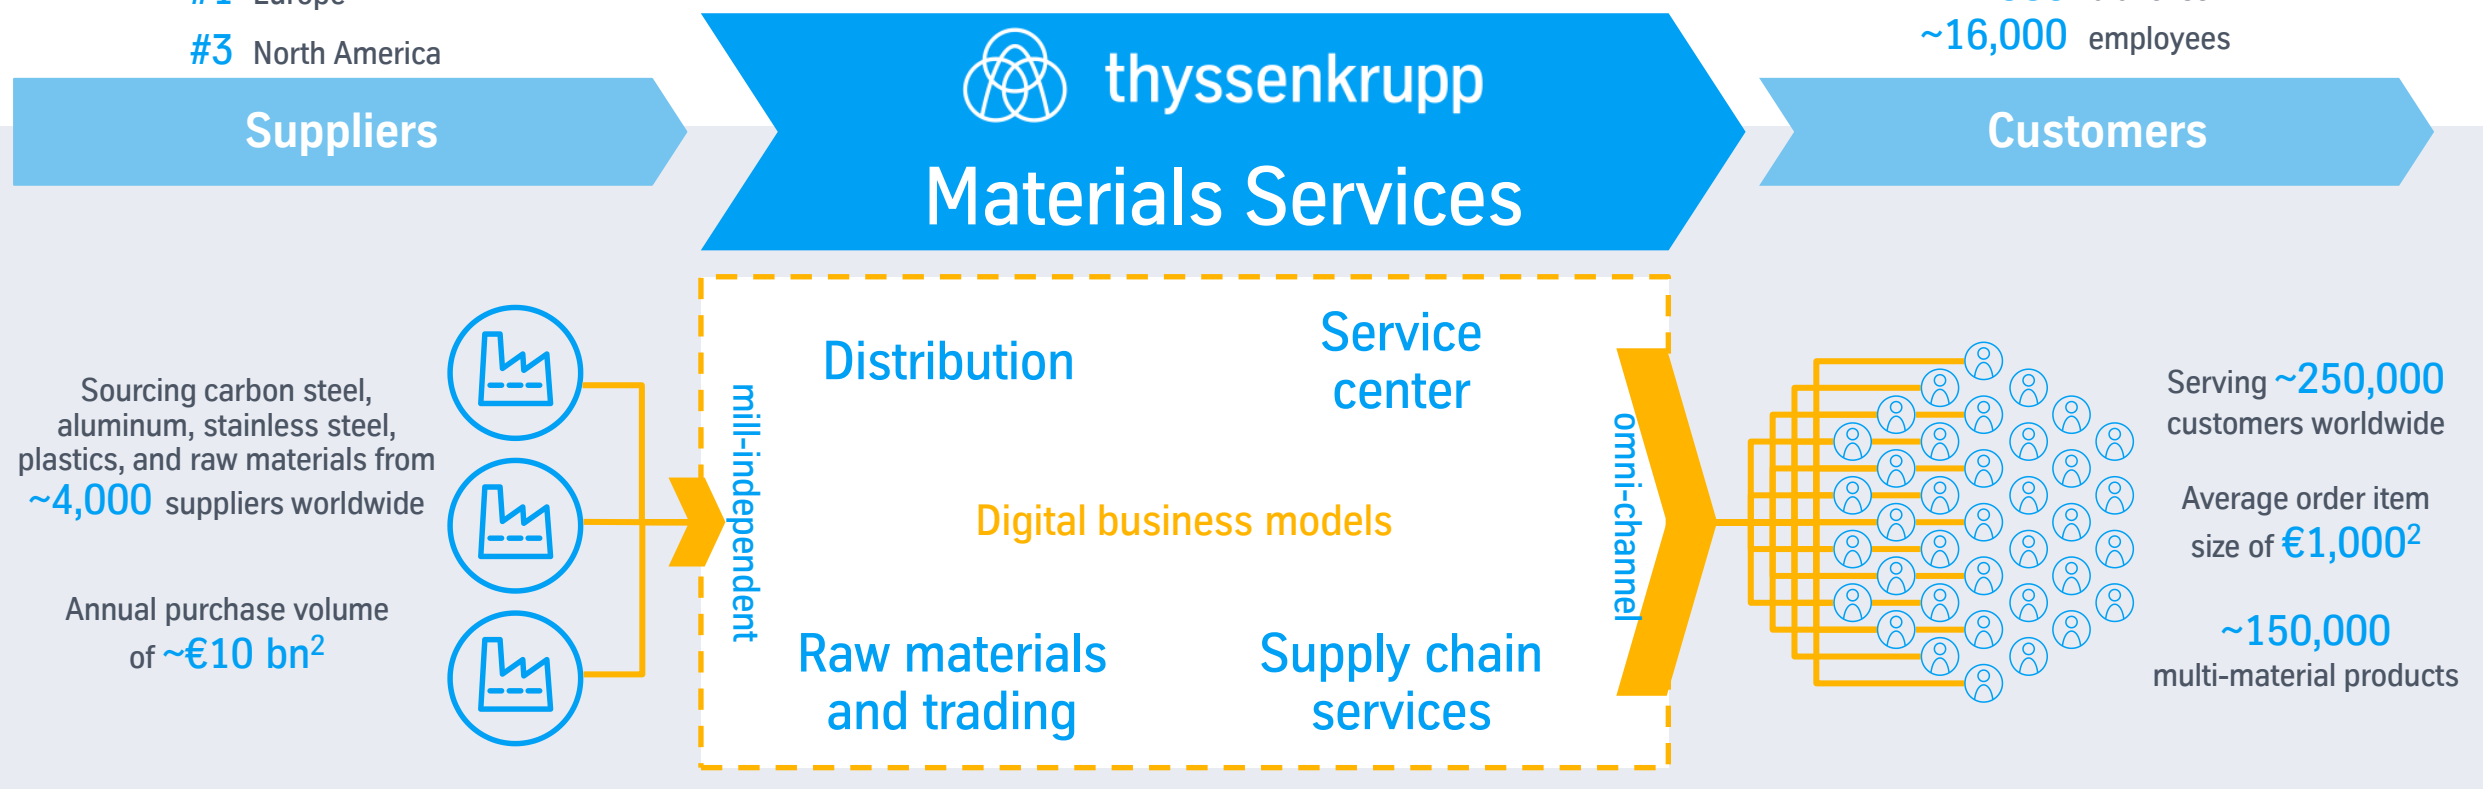 #1 Europe
#3 North America
~16,000 employees
Suppliers
thyssenkrupp
Materials Services
Customers
Sourcing carbon steel,
aluminum, stainless steel,
plastics, and raw materials from
~4,000 suppliers worldwide
Annual purchase volume
of ~€10 bn²
mill-independent
Distribution
Service
center
Digital business models
Raw materials
and trading
Supply chain
services
omni-channel
Serving ~250,000
customers worldwide
Average order item
size of €1,000²
~150,000
multi-material products